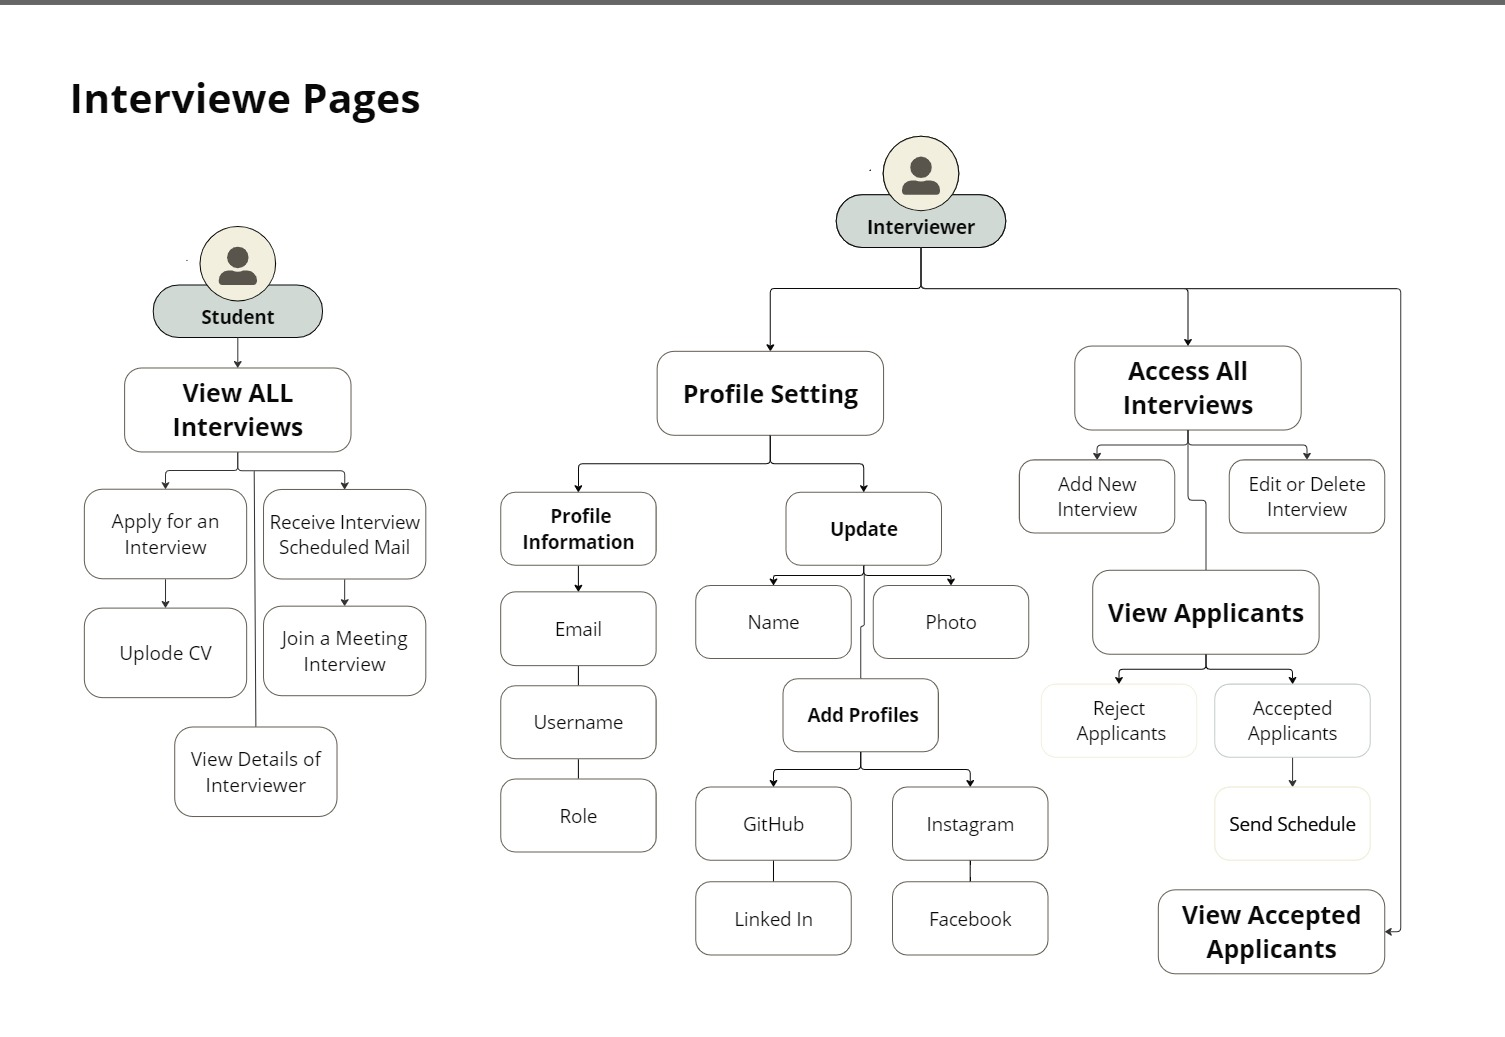 Interviewe Pages
Interviewer
Student
View ALL
Interviews
Apply for an
Interview
Receive Interview
Scheduled Mail
Uplode CV
Join a Meeting
Interview
View Details of
Interviewer
Profile Setting
Profile
Information
Email
Username
Role
Update
Name
Photo
Add Profiles
GitHub
Instagram
Linked In
Facebook
Access All
Interviews
Add New
Interview
Edit or Delete
Interview
View Applicants
Reject
Applicants
Accepted
Applicants
Send Schedule
View Accepted
Applicants